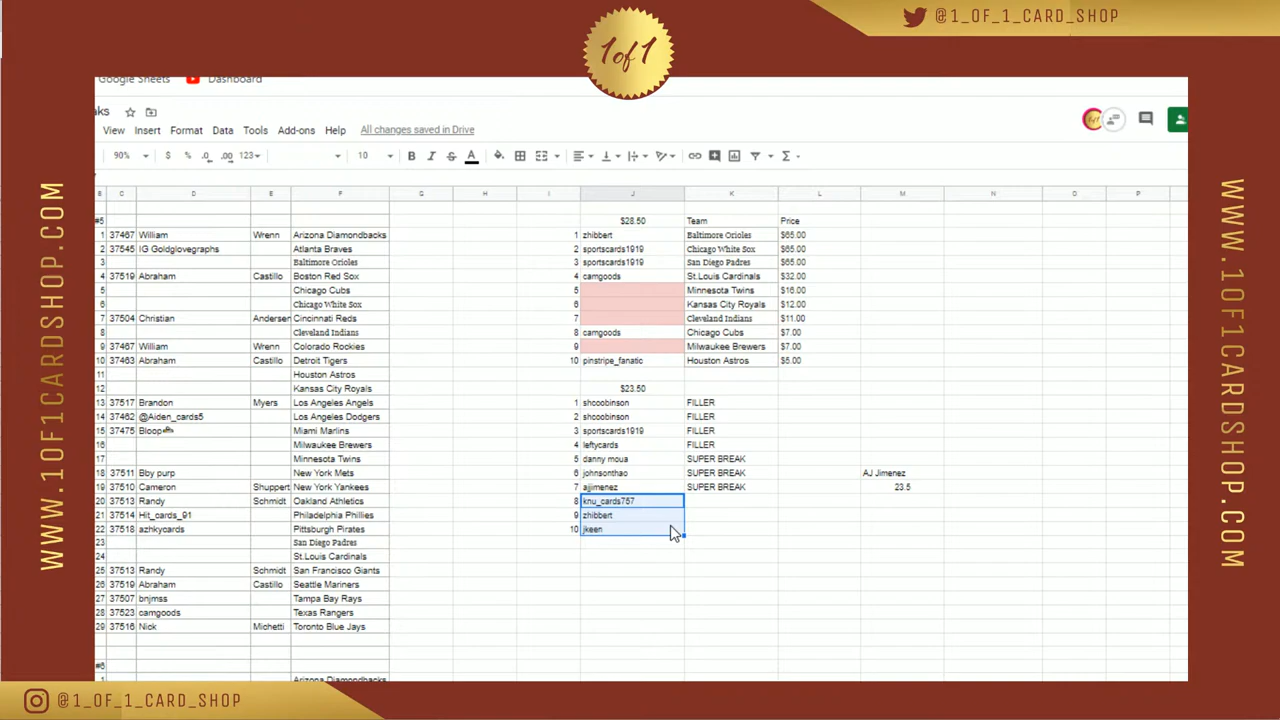 @1_OF_1_CARD_SHOP
1 of 1
Google Sheets Dashboard
aks
View Insert Format Data Tools Add-ons Help All changes saved in Drive
90% $ % .0 .00 123 10 B I S A
B C D E F G H I J K L M N O P
#5 $28.50 Team Price
1 37467 William Wrenn Arizona Diamondbacks 1 zhibbert Baltimore Orioles $65.00
2 37545 IG Goldglovegraphs Atlanta Braves 2 sportscards1919 Chicago White Sox $65.00
3 Baltimore Orioles 3 sportscards1919 San Diego Padres $65.00
4 37519 Abraham Castillo Boston Red Sox 4 camgoods St.Louis Cardinals $32.00
5 Chicago Cubs 5 Minnesota Twins $16.00
6 Chicago White Sox 6 Kansas City Royals $12.00
7 37504 Christian Andersen Cincinnati Reds 7 Cleveland Indians $11.00
8 Cleveland Indians 8 camgoods Chicago Cubs $7.00
9 37467 William Wrenn Colorado Rockies 9 Milwaukee Brewers $7.00
10 37463 Abraham Castillo Detroit Tigers 10 pinstripe_fanatic Houston Astros $5.00
11 Houston Astros
12 Kansas City Royals $23.50
13 37517 Brandon Myers Los Angeles Angels 1 shcoobinson FILLER
14 37462 @Aiden_cards5 Los Angeles Dodgers 2 shcoobinson FILLER
15 37475 Bloop Miami Marlins 3 sportscards1919 FILLER
16 Milwaukee Brewers 4 leftycards FILLER
17 Minnesota Twins 5 danny moua SUPER BREAK
18 37511 Bby purp New York Mets 6 johnsonthao SUPER BREAK AJ Jimenez
19 37510 Cameron Shuppert New York Yankees 7 ajjimenez SUPER BREAK 23.5
20 37513 Randy Schmidt Oakland Athletics 8 knu_cards757
21 37514 Hit_cards_91 Philadelphia Phillies 9 zhibbert
22 37518 azhkycards Pittsburgh Pirates 10 jkeen
23 San Diego Padres
24 St.Louis Cardinals
25 37513 Randy Schmidt San Francisco Giants
26 37519 Abraham Castillo Seattle Mariners
27 37507 bnjmss Tampa Bay Rays
28 37523 camgoods Texas Rangers
29 37516 Nick Michetti Toronto Blue Jays
#6
1 Arizona Diamondbacks
WWW.1OF1CARDSHOP.COM
WWW.1OF1CARDSHOP.COM
@1_OF_1_CARD_SHOP